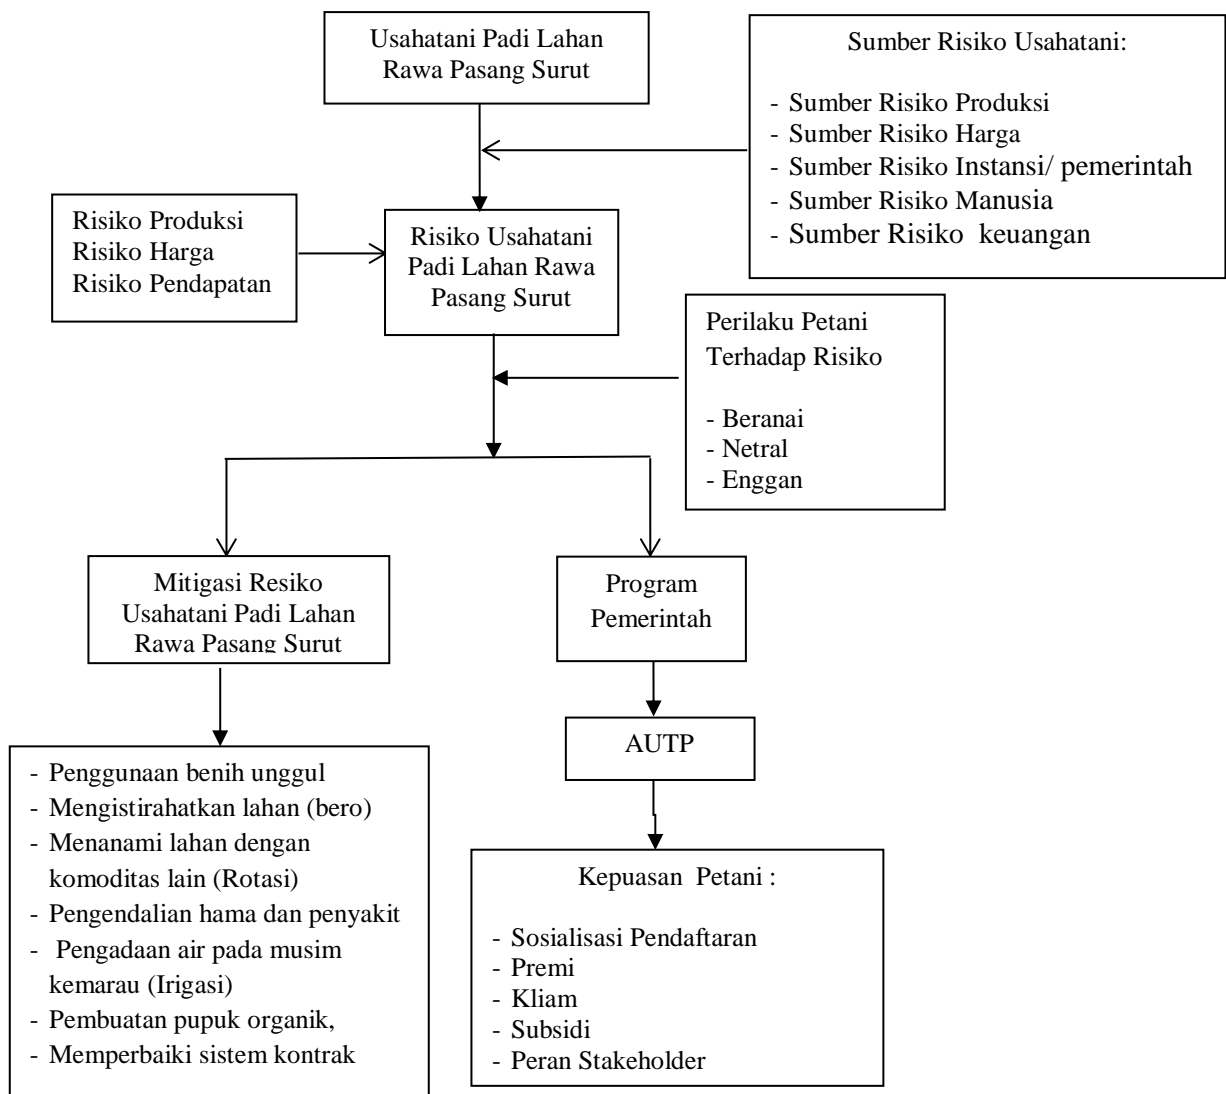 Usahatani Padi Lahan
Rawa Pasang Surut
Sumber Risiko Usahatani:
- Sumber Risiko Produksi
- Sumber Risiko Harga
- Sumber Risiko Instansi/ pemerintah
- Sumber Risiko Manusia
- Sumber Risiko keuangan
Risiko Produksi
Risiko Harga
Risiko Pendapatan
Risiko Usahatani
Padi Lahan Rawa
Pasang Surut
Perilaku Petani
Terhadap Risiko
- Beranai
- Netral
- Enggan
Mitigasi Resiko
Usahatani Padi Lahan
Rawa Pasang Surut
Program
Pemerintah
AUTP
- Penggunaan benih unggul
- Mengistirahatkan lahan (bero)
- Menanami lahan dengan
komoditas lain (Rotasi)
- Pengendalian hama dan penyakit
- Pengadaan air pada musim
kemarau (Irigasi)
- Pembuatan pupuk organik,
- Memperbaiki sistem kontrak
Kepuasan Petani :
- Sosialisasi Pendaftaran
- Premi
- Kliam
- Subsidi
- Peran Stakeholder